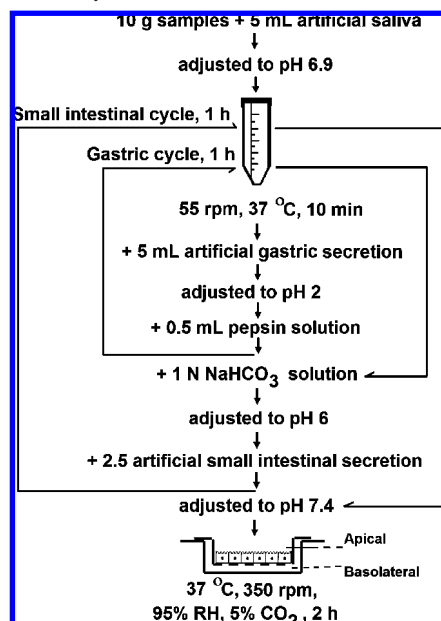 10 g samples + 5 mL artificial saliva
adjusted to pH 6.9
Small intestinal cycle, 1 h
Gastric cycle, 1 h
55 rpm, 37 °C, 10 min
+ 5 mL artificial gastric secretion
adjusted to pH 2
+ 0.5 mL pepsin solution
+ 1 N NaHCO₃ solution
adjusted to pH 6
+ 2.5 artificial small intestinal secretion
adjusted to pH 7.4
Apical
Basolateral
37 °C, 350 rpm,
95% RH, 5% CO₂, 2 h